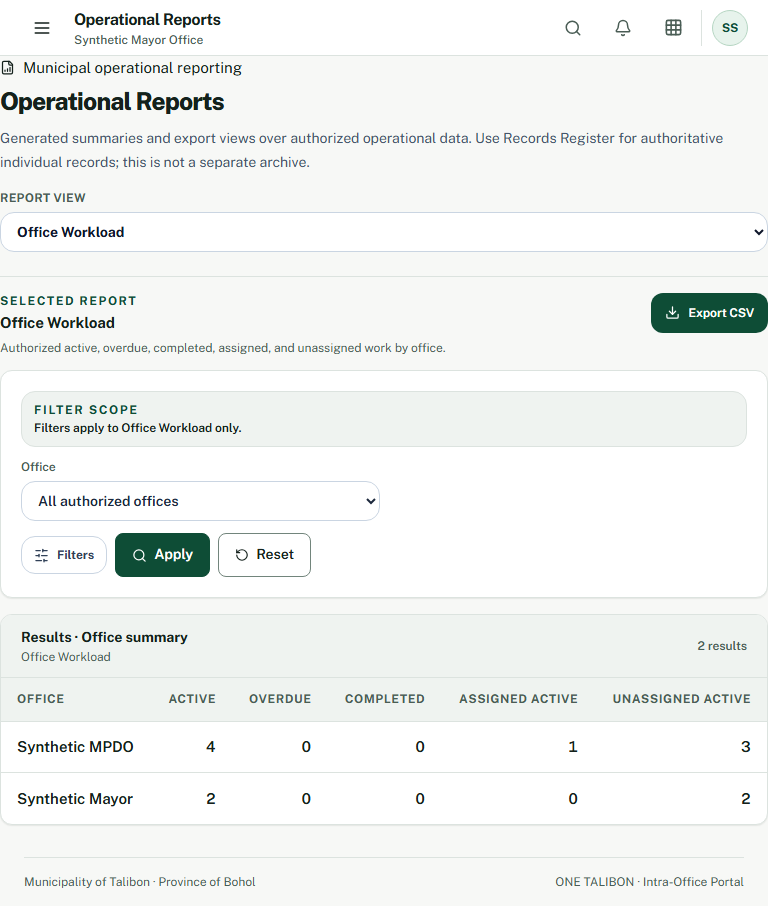 Operational Reports
Synthetic Mayor Office
SS
Municipal operational reporting
Operational Reports
Generated summaries and export views over authorized operational data. Use Records Register for authoritative
individual records; this is not a separate archive.
REPORT VIEW
Office Workload
SELECTED REPORT
Office Workload
Export CSV
Authorized active, overdue, completed, assigned, and unassigned work by office.
FILTER SCOPE
Filters apply to Office Workload only.
Office
All authorized offices
Filters Apply Reset
Results · Office summary
Office Workload
2 results
OFFICE ACTIVE OVERDUE COMPLETED ASSIGNED ACTIVE UNASSIGNED ACTIVE
Synthetic MPDO 4 0 0 1 3
Synthetic Mayor 2 0 0 0 2
Municipality of Talibon · Province of Bohol ONE TALIBON · Intra-Office Portal